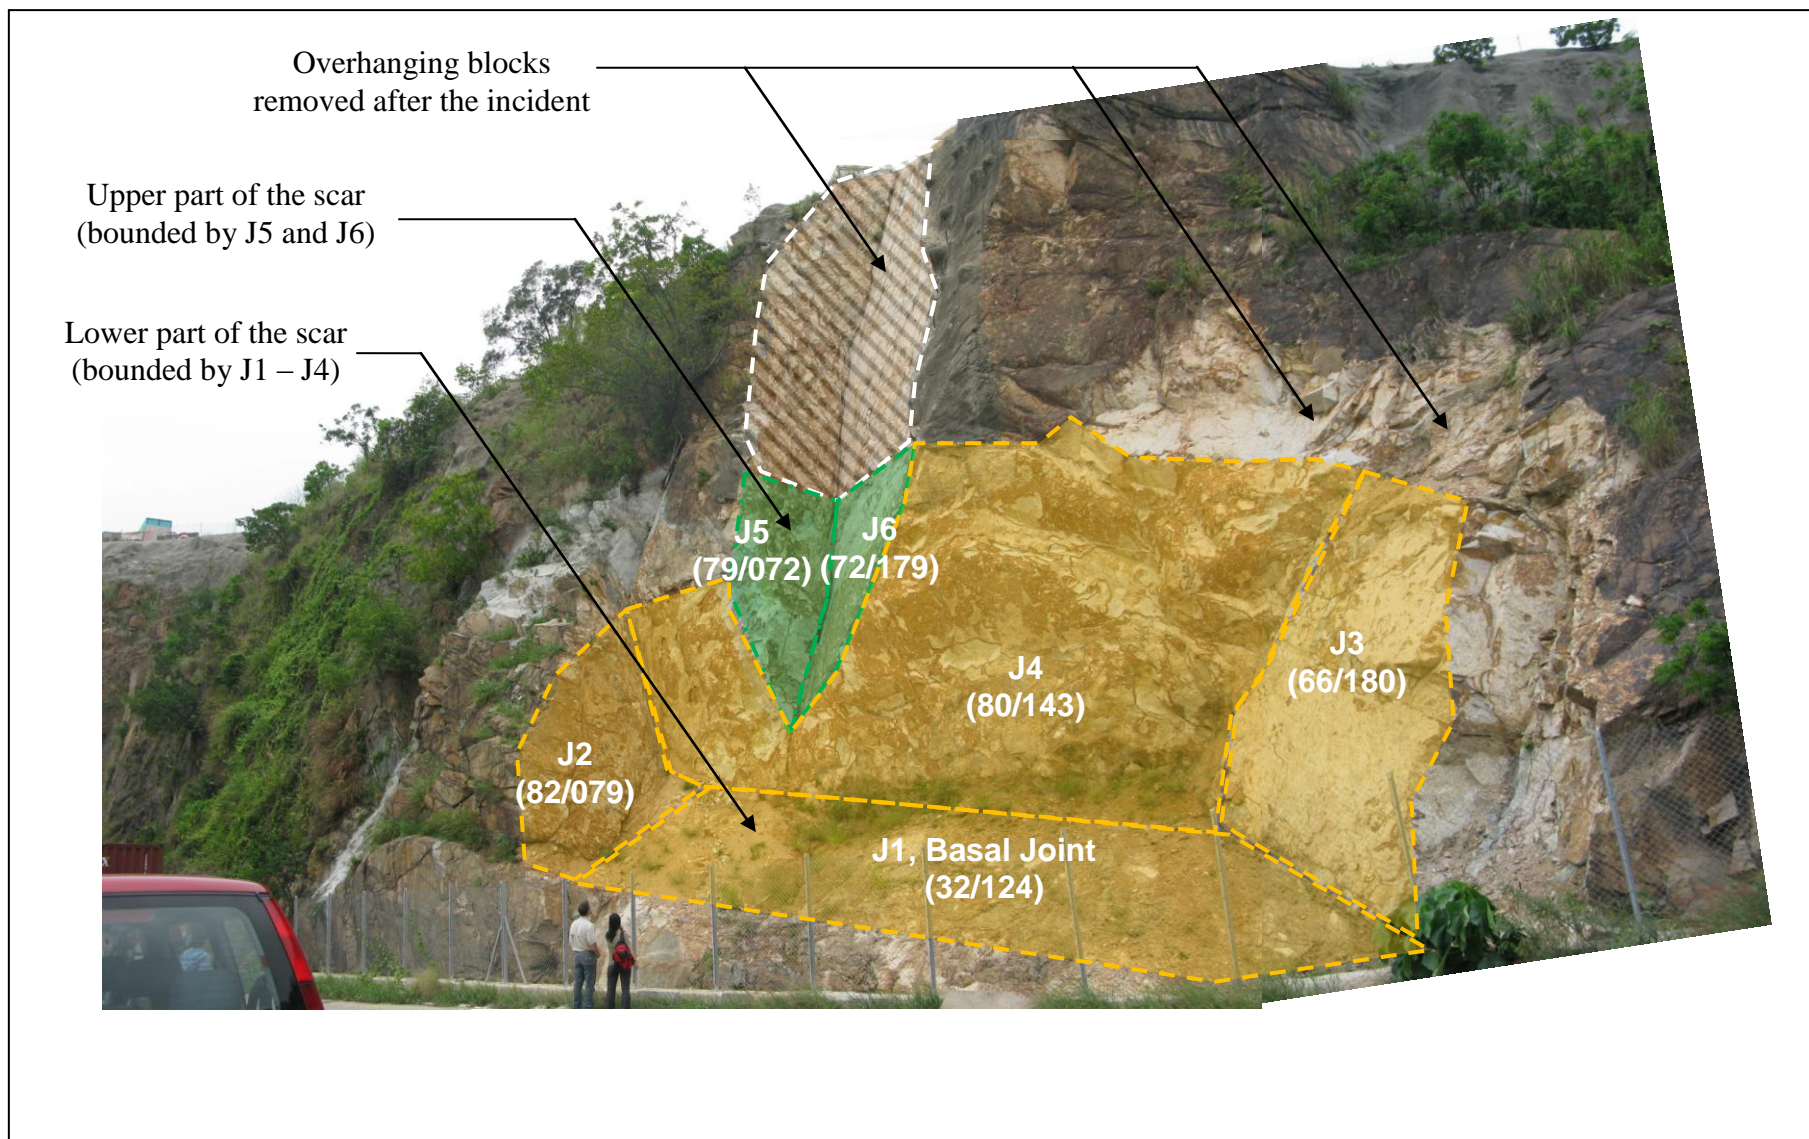 Overhanging blocks
removed after the incident
Upper part of the scar
(bounded by J5 and J6)
Lower part of the scar
(bounded by J1 – J4)
J5
(79/072)
J6
(72/179)
J3
(66/180)
J4
(80/143)
J2
(82/079)
J1, Basal Joint
(32/124)